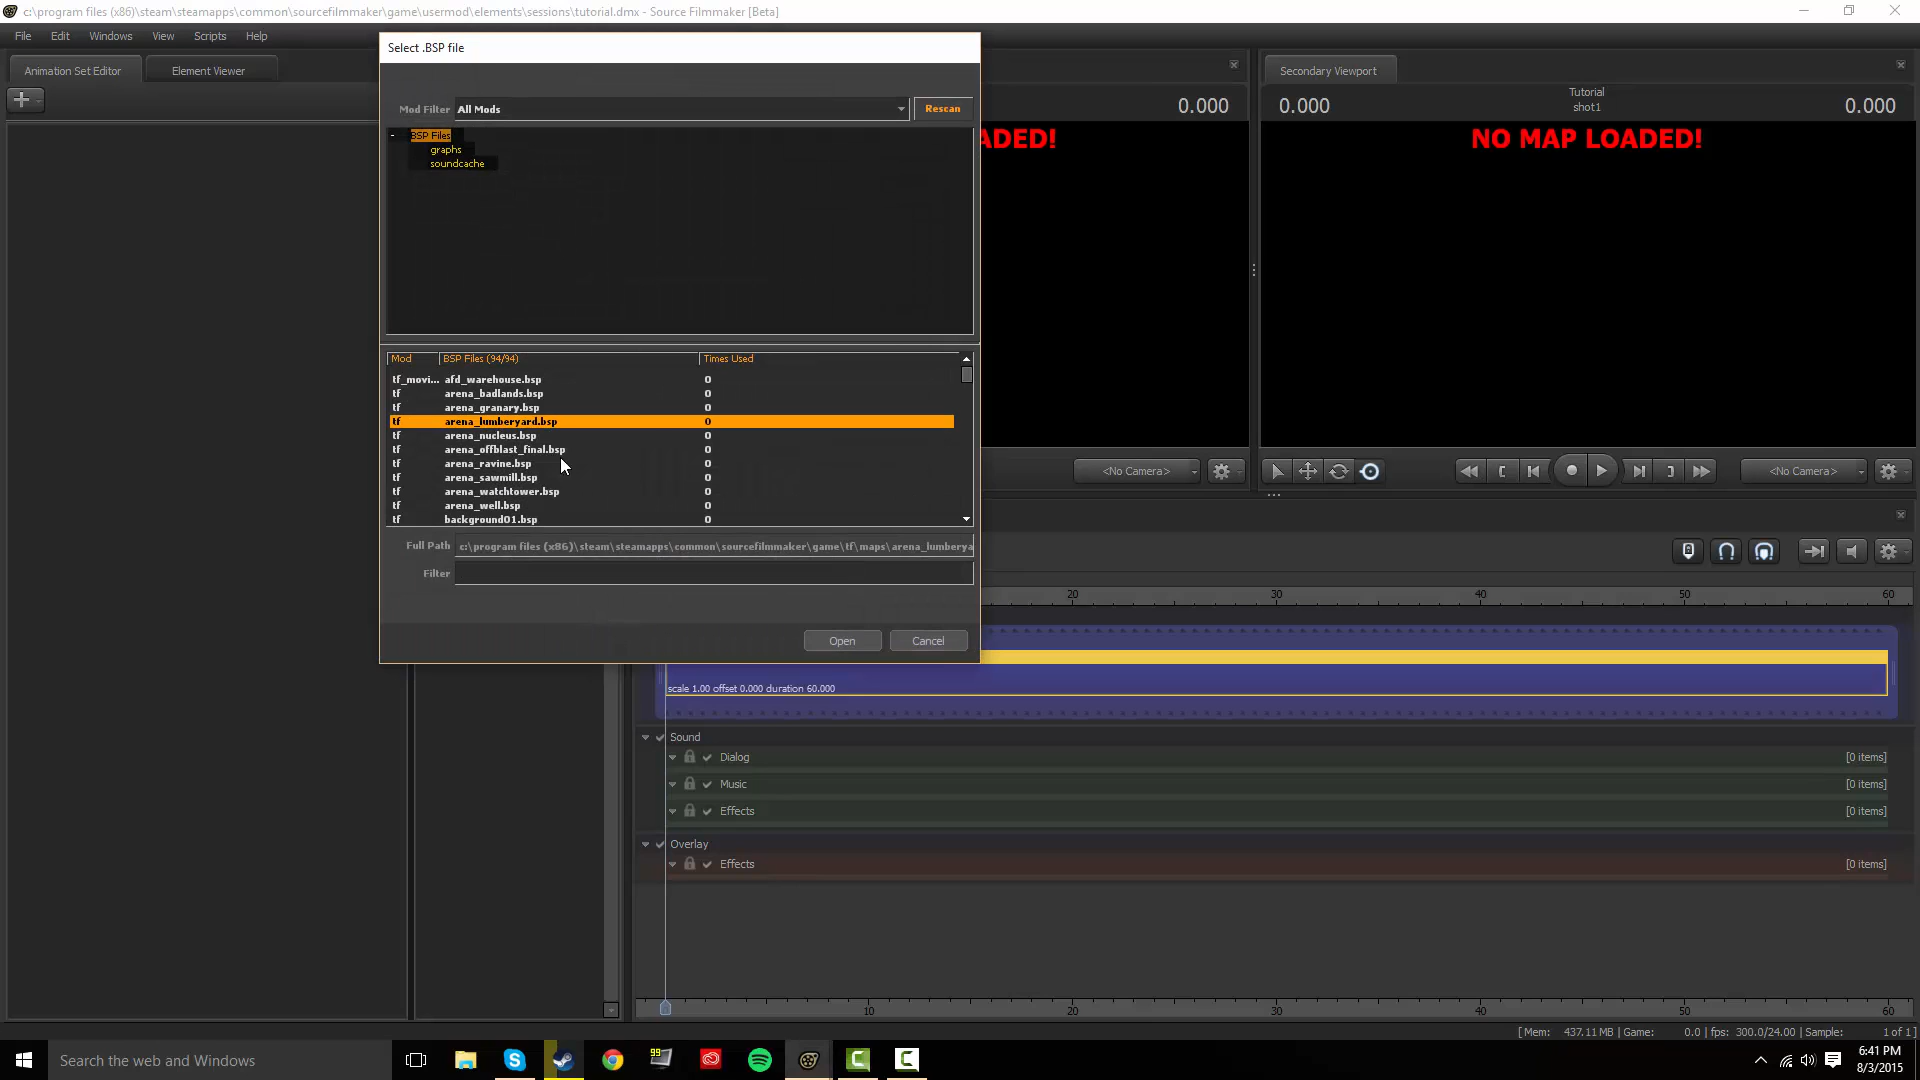 c:\program files (x86)\steam\steamapps\common\sourcefilmmaker\game\usermod\elements\sessions\tutorial.dmx - Source Filmmaker [Beta]
File Edit Windows View Scripts Help
Select .BSP file
Animation Set Editor Element Viewer
Secondary Viewport
Mod Filter All Mods Rescan
0.000 0.000 Tutorial 0.000
shot1
BSP Files
graphs
soundcache
ADED! NO MAP LOADED!
Mod BSP Files (94/94) Times Used
tf_movi... afd_warehouse.bsp 0
tf arena_badlands.bsp 0
tf arena_granary.bsp 0
tf arena_lumberyard.bsp 0
tf arena_nucleus.bsp 0
tf arena_offblast_final.bsp 0
tf arena_ravine.bsp 0
tf arena_sawmill.bsp 0
tf arena_watchtower.bsp 0
tf arena_well.bsp 0
tf background01.bsp 0
<No Camera> <No Camera>
Full Path c:\program files (x86)\steam\steamapps\common\sourcefilmmaker\game\tf\maps\arena_lumberya
Filter
20 30 40 50 60
Open Cancel
scale 1.00 offset 0.000 duration 60.000
Sound
Dialog [0 items]
Music [0 items]
Effects [0 items]
Overlay
Effects [0 items]
10 20 30 40 50 60
[ Mem: 437.11 MB | Game: 0.0 | fps: 300.0/24.00 | Sample: 1 of 1 ]
Search the web and Windows
99
6:41 PM
8/3/2015